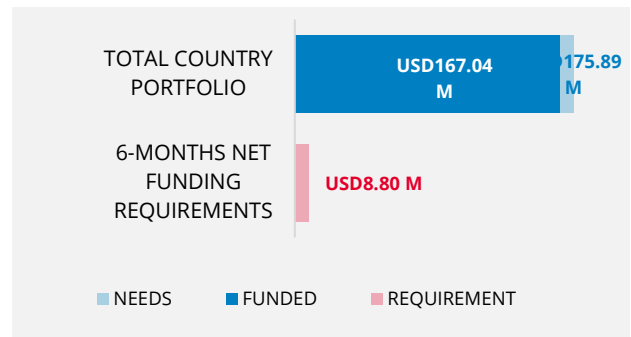 TOTAL COUNTRY
PORTFOLIO
USD167.04
M
175.89
M
6-MONTHS NET
FUNDING
REQUIREMENTS
USD8.80 M
NEEDS
FUNDED
REQUIREMENT